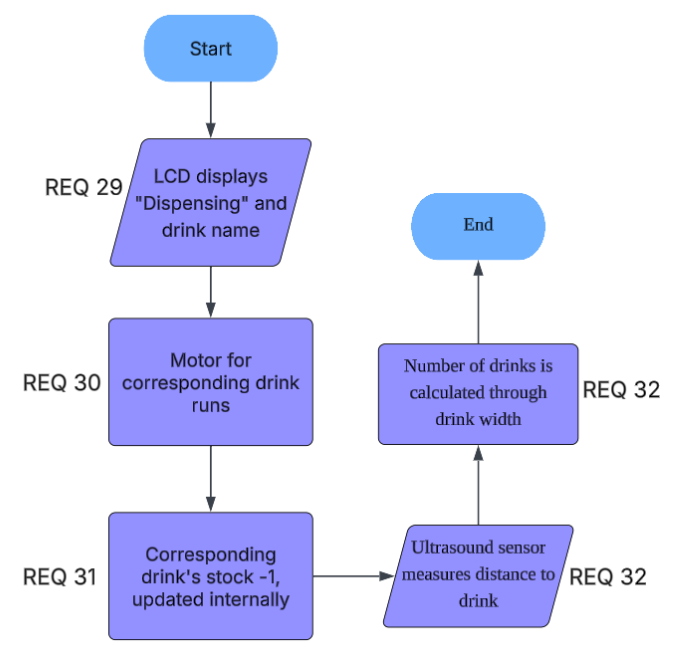 Start
REQ 29
LCD displays
"Dispensing" and
drink name
REQ 30
Motor for
corresponding drink
runs
REQ 31
Corresponding
drink's stock -1,
updated internally
Ultrasound sensor
measures distance to
drink
REQ 32
Number of drinks is
calculated through
drink width
REQ 32
End